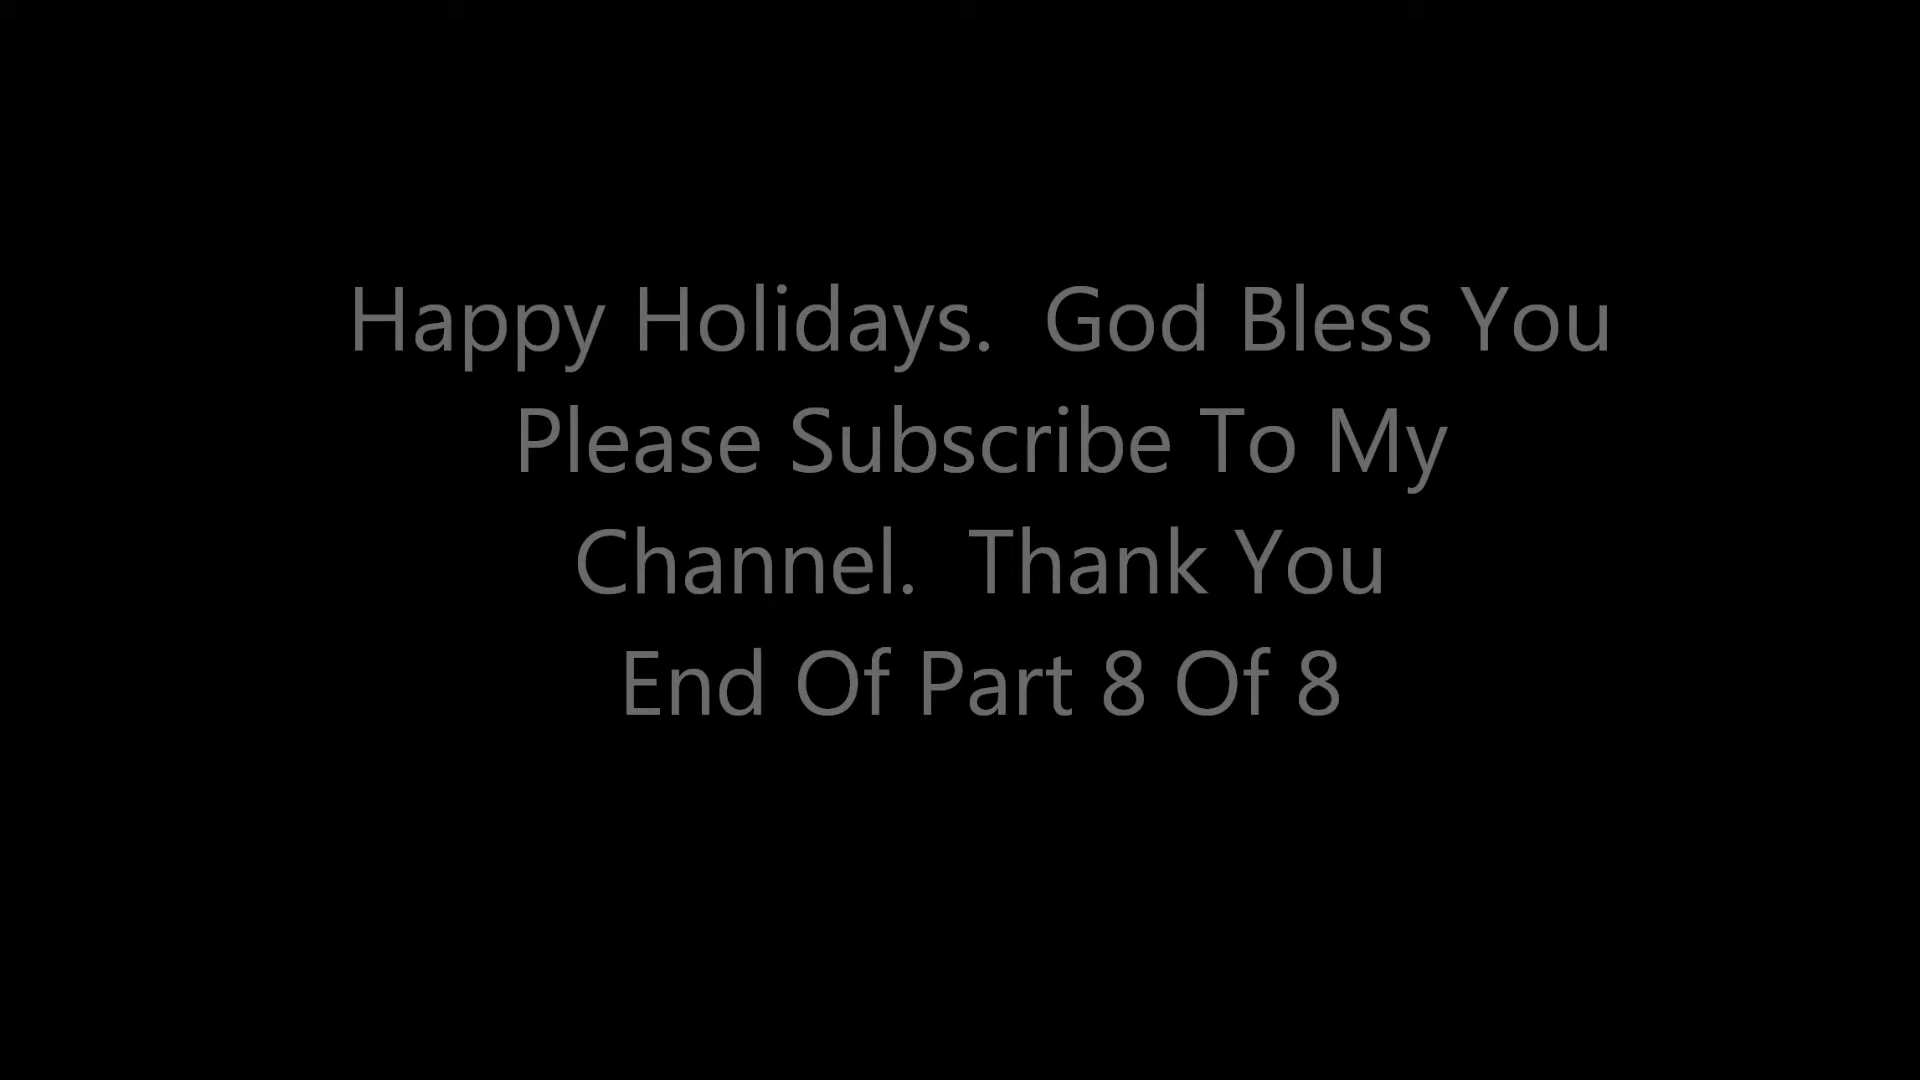 Happy Holidays.  God Bless You
Please Subscribe To My
Channel.  Thank You
End Of Part 8 Of 8